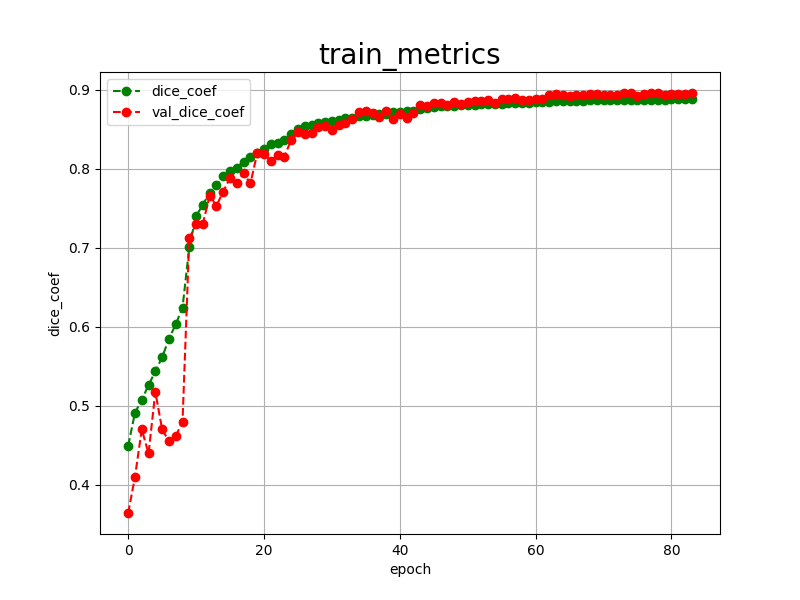 train_metrics
dice_coef
val_dice_coef
0.9
0.8
0.7
0.6
0.5
0.4
dice_coef
0 20 40 60 80
epoch